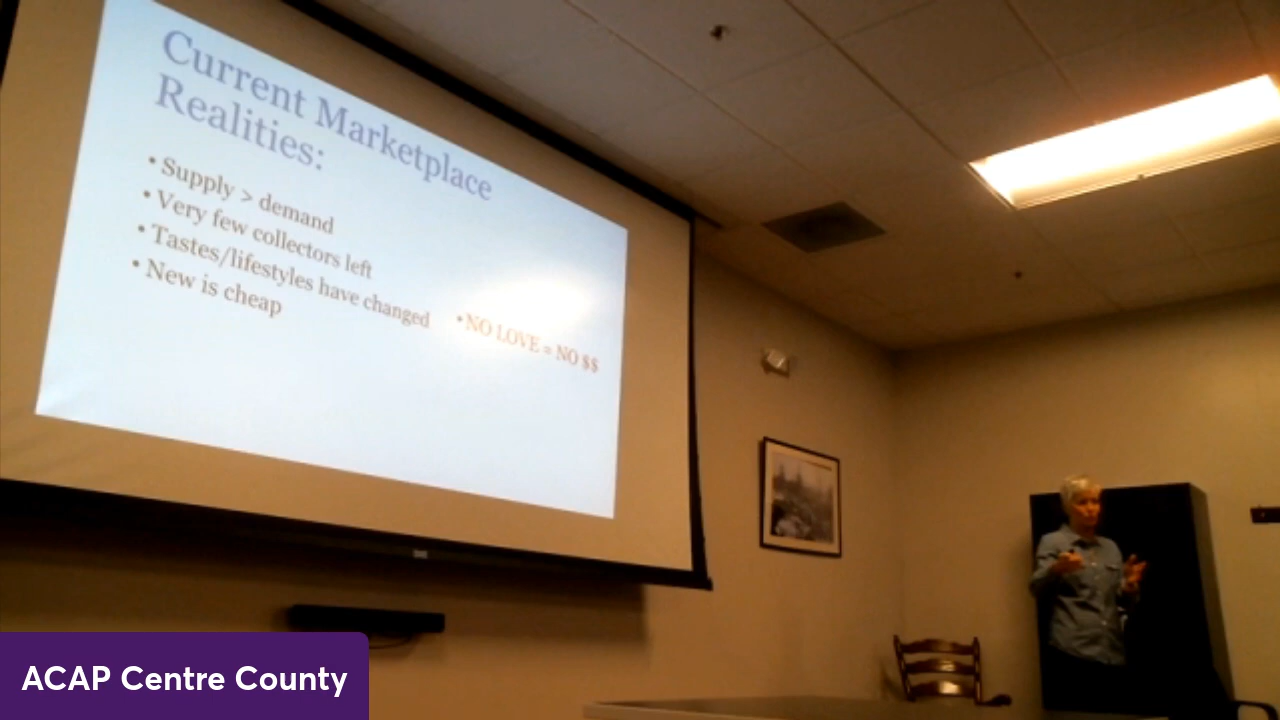 Current Marketplace
Realities:
• Supply > demand
• Very few collectors left
• Tastes/lifestyles have changed
• New is cheap
• NO LOVE = NO $$
ACAP Centre County